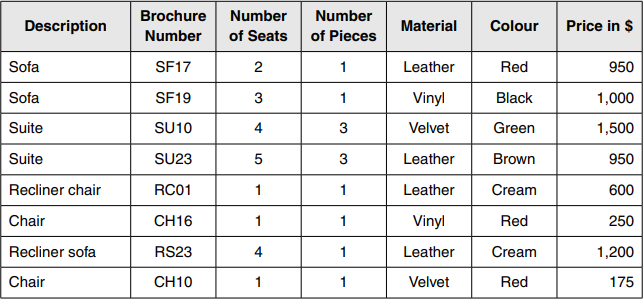 Description Brochure Number Number of Seats Number of Pieces Material Colour Price in $
Sofa SF17 2 1 Leather Red 950
Sofa SF19 3 1 Vinyl Black 1,000
Suite SU10 4 3 Velvet Green 1,500
Suite SU23 5 3 Leather Brown 950
Recliner chair RC01 1 1 Leather Cream 600
Chair CH16 1 1 Vinyl Red 250
Recliner sofa RS23 4 1 Leather Cream 1,200
Chair CH10 1 1 Velvet Red 175